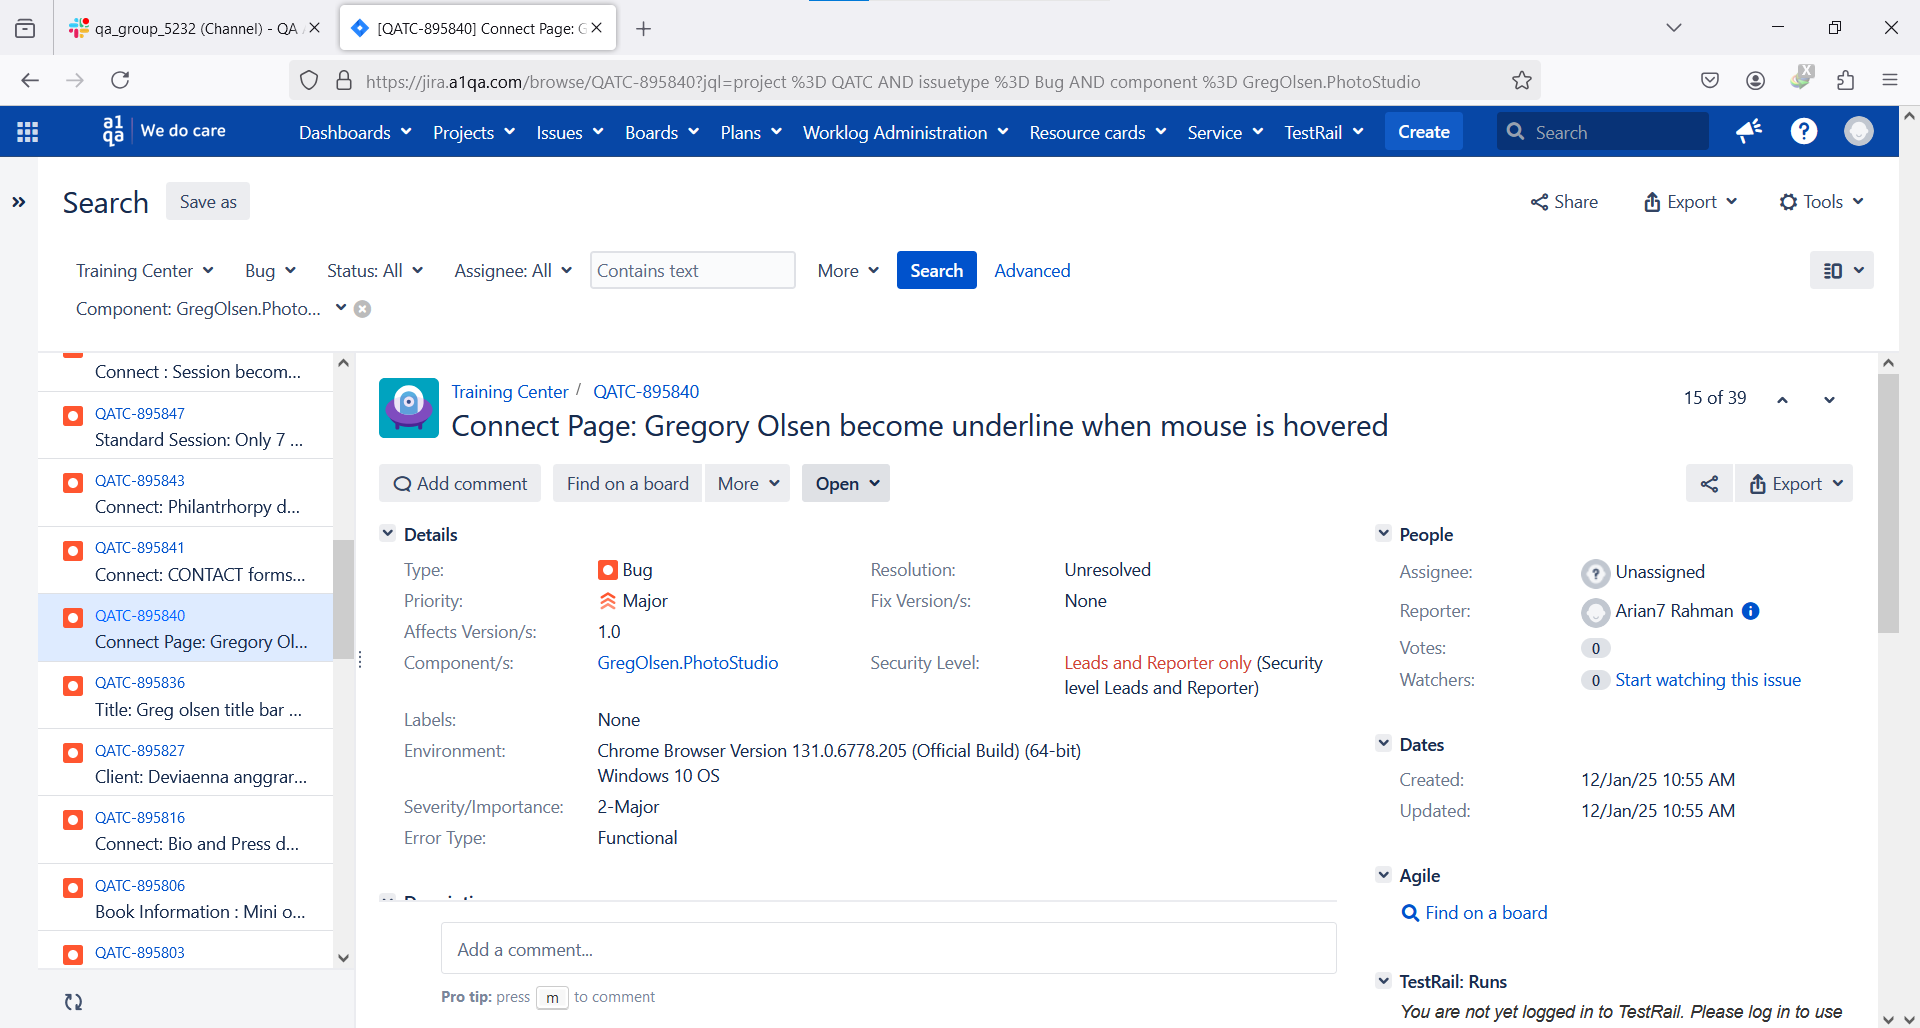 qa_group_5232 (Channel) - QA
[QATC-895840] Connect Page: G
https://jira.a1qa.com/browse/QATC-895840?jql=project %3D QATC AND issuetype %3D Bug AND component %3D GregOlsen.PhotoStudio
a1 qa We do care
Dashboards Projects Issues Boards Plans Worklog Administration Resource cards Service TestRail Create Search
Search Save as Share Export Tools
Training Center Bug Status: All Assignee: All Contains text More Search Advanced
Component: GregOlsen.Photo...
Connect : Session becom...
QATC-895847
Standard Session: Only 7 ...
QATC-895843
Connect: Philantrhorpy d...
QATC-895841
Connect: CONTACT forms...
QATC-895840
Connect Page: Gregory Ol...
QATC-895836
Title: Greg olsen title bar ...
QATC-895827
Client: Deviaenna anggrar...
QATC-895816
Connect: Bio and Press d...
QATC-895806
Book Information : Mini o...
QATC-895803
Training Center / QATC-895840
15 of 39
Connect Page: Gregory Olsen become underline when mouse is hovered
Add comment Find on a board More Open Export
Details
Type: Bug Resolution: Unresolved
Priority: Major Fix Version/s: None
Affects Version/s: 1.0
Component/s: GregOlsen.PhotoStudio Security Level: Leads and Reporter only (Security
level Leads and Reporter)
Labels: None
Environment: Chrome Browser Version 131.0.6778.205 (Official Build) (64-bit)
Windows 10 OS
Severity/Importance: 2-Major
Error Type: Functional
Add a comment...
Pro tip: press m to comment
People
Assignee: Unassigned
Reporter: Arian7 Rahman
Votes: 0
Watchers: 0 Start watching this issue
Dates
Created: 12/Jan/25 10:55 AM
Updated: 12/Jan/25 10:55 AM
Agile
Find on a board
TestRail: Runs
You are not yet logged in to TestRail. Please log in to use